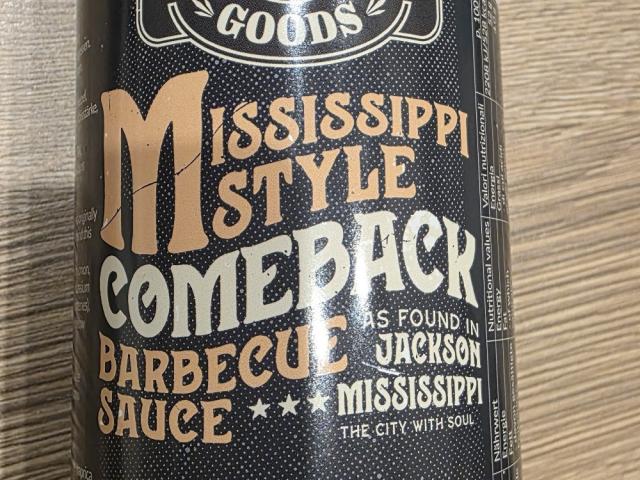 GOODS
MISSISSIPPI
STYLE
COMEBACK
BARBECUE
SAUCE
AS FOUND IN
JACKSON
MISSISSIPPI
THE CITY WITH SOUL
Valori nutrizionali
Energia
Nutritional values
Energy
Nährwert
Energie